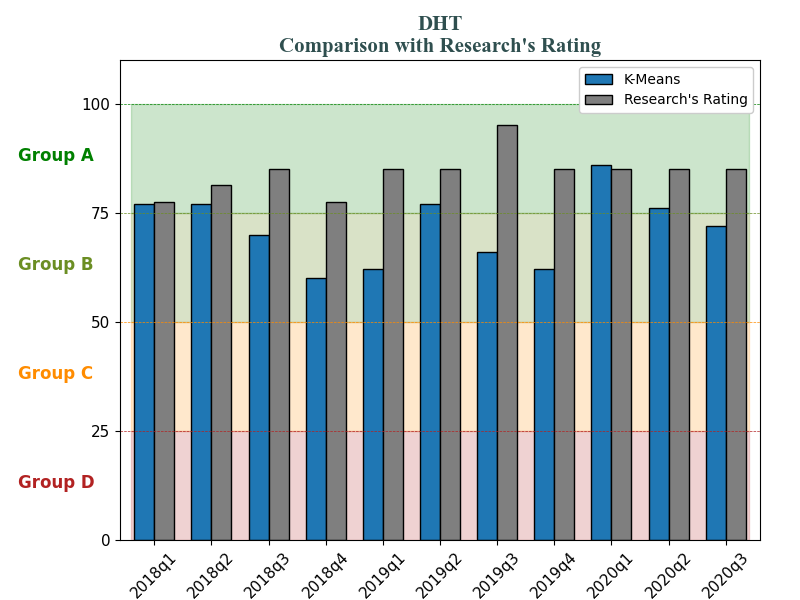 DHT
Comparison with Research's Rating
K-Means
Research's Rating
100
Group A
75
Group B
50
Group C
25
Group D
0
2018q1 2018q2 2018q3 2018q4 2019q1 2019q2 2019q3 2019q4 2020q1 2020q2 2020q3